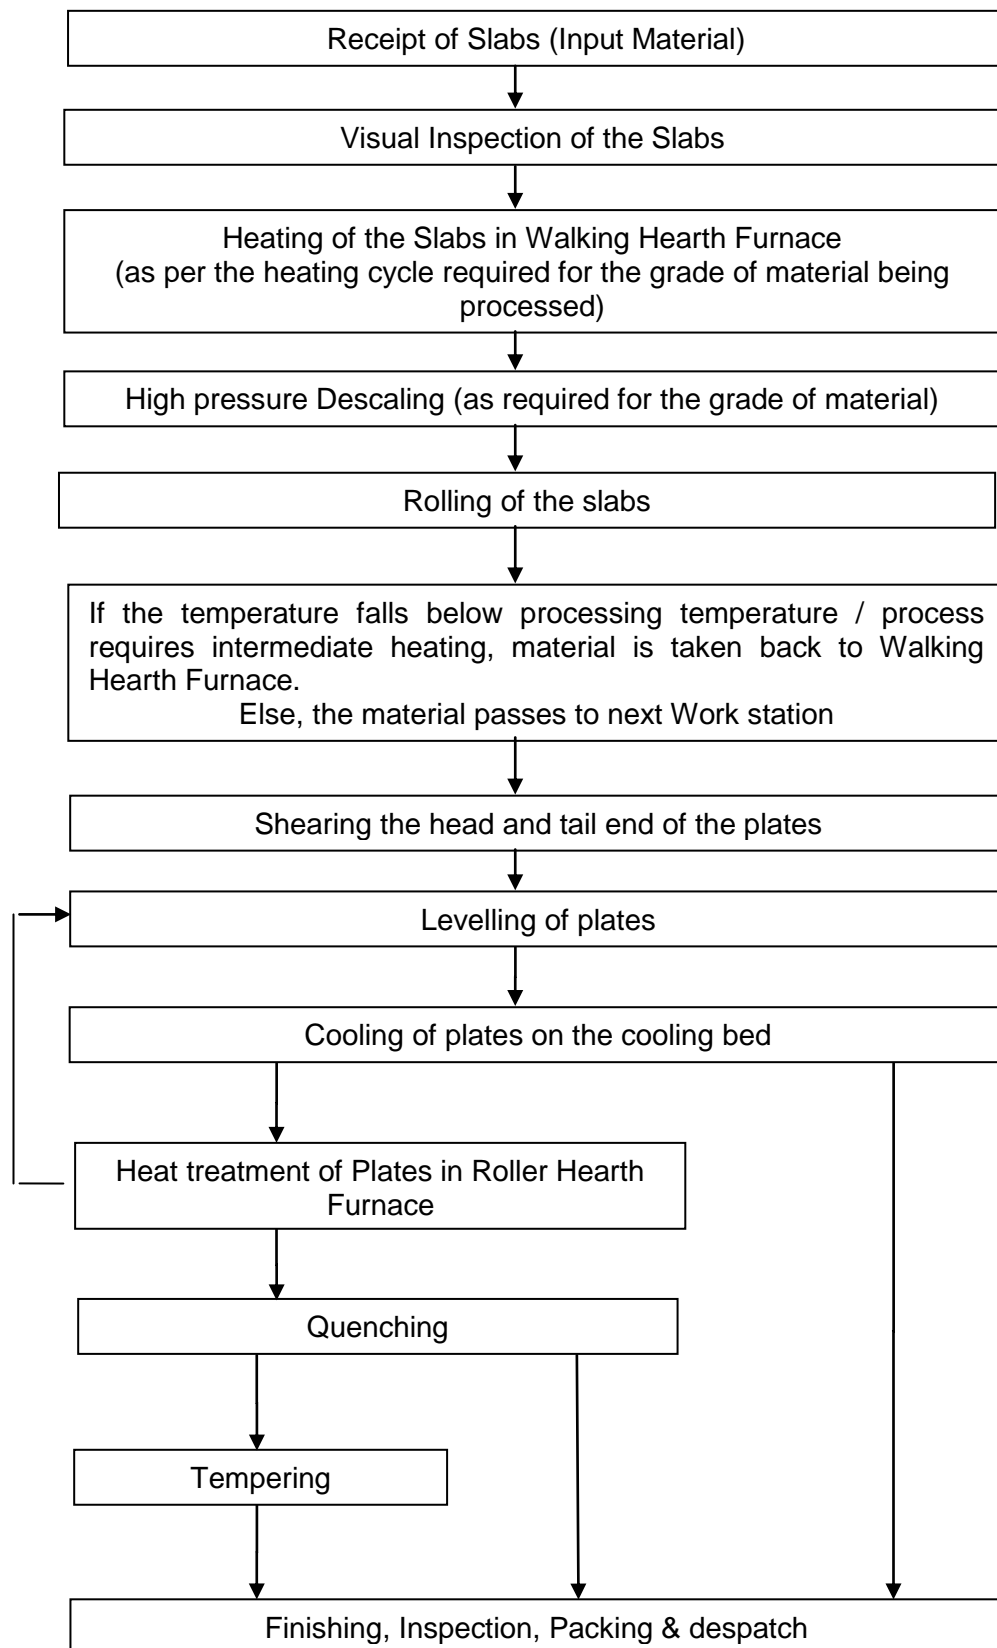 Receipt of Slabs (Input Material)
Visual Inspection of the Slabs
Heating of the Slabs in Walking Hearth Furnace
(as per the heating cycle required for the grade of material being
processed)
High pressure Descaling (as required for the grade of material)
Rolling of the slabs
If the temperature falls below processing temperature / process
requires intermediate heating, material is taken back to Walking
Hearth Furnace.
Else, the material passes to next Work station
Shearing the head and tail end of the plates
Levelling of plates
Cooling of plates on the cooling bed
Heat treatment of Plates in Roller Hearth
Furnace
Quenching
Tempering
Finishing, Inspection, Packing & despatch